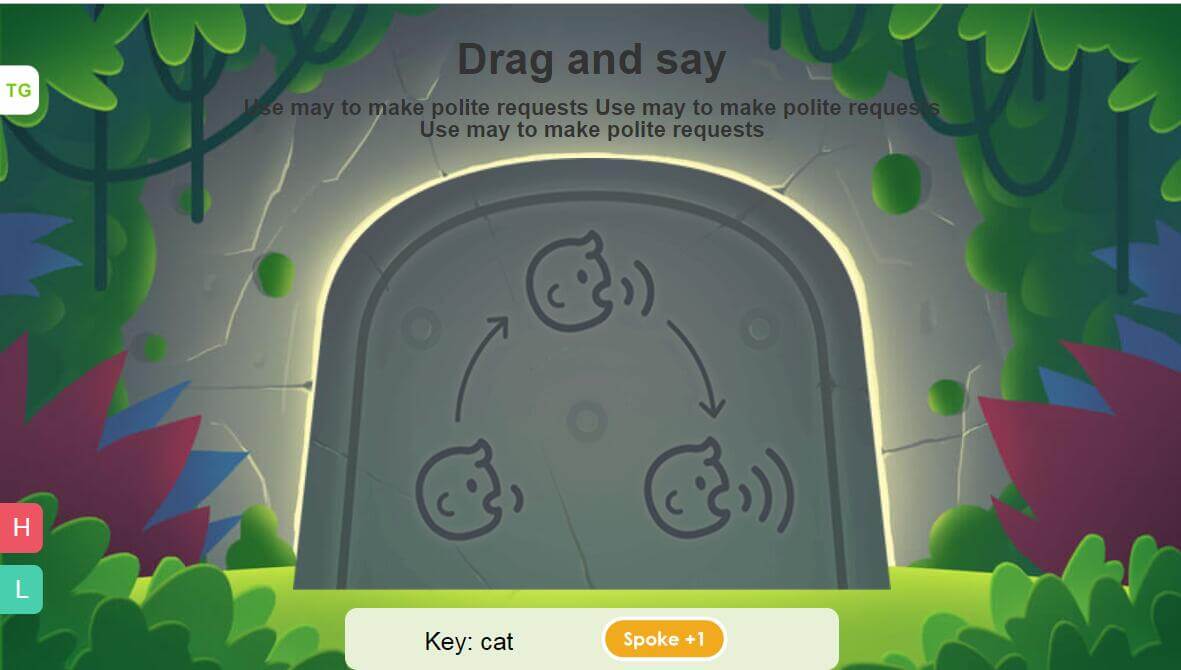 Drag and say
TG
Use may to make polite requests Use may to make polite requests
Use may to make polite requests
H
L
Key: cat
Spoke +1